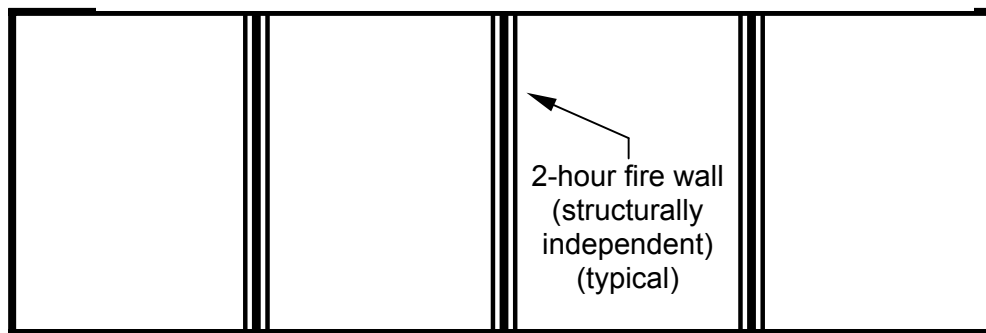 2-hour fire wall
(structurally
independent)
(typical)